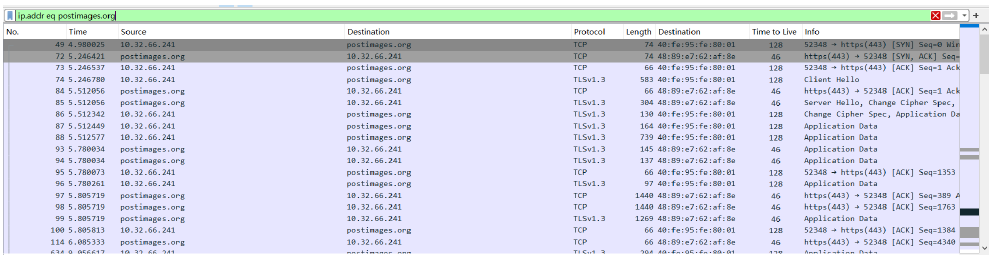 ip.addr eq postimages.org
No. Time Source Destination Protocol Length Destination Time to Live Info
49 4.980025 10.32.66.241 postimages.org TCP 74 40:fe:95:fe:80:01 128 52348 → https(443) [SYN] Seq=0 Win
72 5.246421 postimages.org 10.32.66.241 TCP 74 48:89:e7:62:af:8e 46 https(443) → 52348 [SYN, ACK] Seq=
73 5.246537 10.32.66.241 postimages.org TCP 66 40:fe:95:fe:80:01 128 52348 → https(443) [ACK] Seq=1 Ack
74 5.246780 10.32.66.241 postimages.org TLSv1.3 583 40:fe:95:fe:80:01 128 Client Hello
84 5.512056 postimages.org 10.32.66.241 TCP 66 48:89:e7:62:af:8e 46 https(443) → 52348 [ACK] Seq=1 Ack
85 5.512056 postimages.org 10.32.66.241 TLSv1.3 304 48:89:e7:62:af:8e 46 Server Hello, Change Cipher Spec,
86 5.512342 10.32.66.241 postimages.org TLSv1.3 130 40:fe:95:fe:80:01 128 Change Cipher Spec, Application Da
87 5.512449 10.32.66.241 postimages.org TLSv1.3 164 40:fe:95:fe:80:01 128 Application Data
88 5.512577 10.32.66.241 postimages.org TLSv1.3 739 40:fe:95:fe:80:01 128 Application Data
93 5.780034 postimages.org 10.32.66.241 TLSv1.3 145 48:89:e7:62:af:8e 46 Application Data
94 5.780034 postimages.org 10.32.66.241 TLSv1.3 137 48:89:e7:62:af:8e 46 Application Data
95 5.780073 10.32.66.241 postimages.org TCP 66 40:fe:95:fe:80:01 128 52348 → https(443) [ACK] Seq=1353
96 5.780261 10.32.66.241 postimages.org TLSv1.3 97 40:fe:95:fe:80:01 128 Application Data
97 5.805719 postimages.org 10.32.66.241 TCP 1440 48:89:e7:62:af:8e 46 https(443) → 52348 [ACK] Seq=389 A
98 5.805719 postimages.org 10.32.66.241 TCP 1440 48:89:e7:62:af:8e 46 https(443) → 52348 [ACK] Seq=1763
99 5.805719 postimages.org 10.32.66.241 TLSv1.3 1269 48:89:e7:62:af:8e 46 Application Data
100 5.805813 10.32.66.241 postimages.org TCP 66 40:fe:95:fe:80:01 128 52348 → https(443) [ACK] Seq=1384
114 6.085333 postimages.org 10.32.66.241 TCP 66 48:89:e7:62:af:8e 46 https(443) → 52348 [ACK] Seq=4340
10.32.66.241 postimages.org TLSv1.3 Application Data